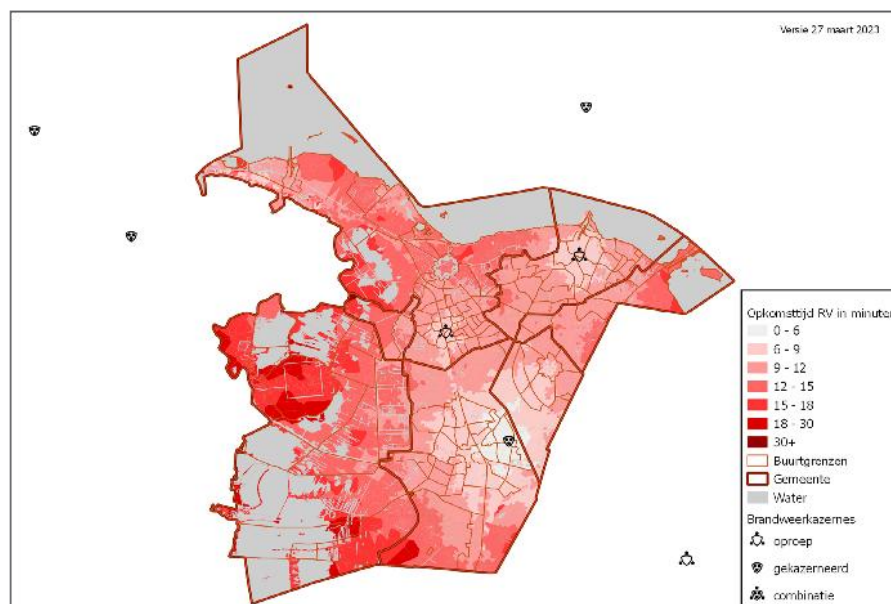 Versie 27 maart 2023
Opkomsttijd RV in minuten
0 - 6
6 - 9
9 - 12
12 - 15
15 - 18
18 - 30
30+
Buurtgrenzen
Gemeente
Water
Brandweerkazernes
oproep
gekazerneerd
combinatie